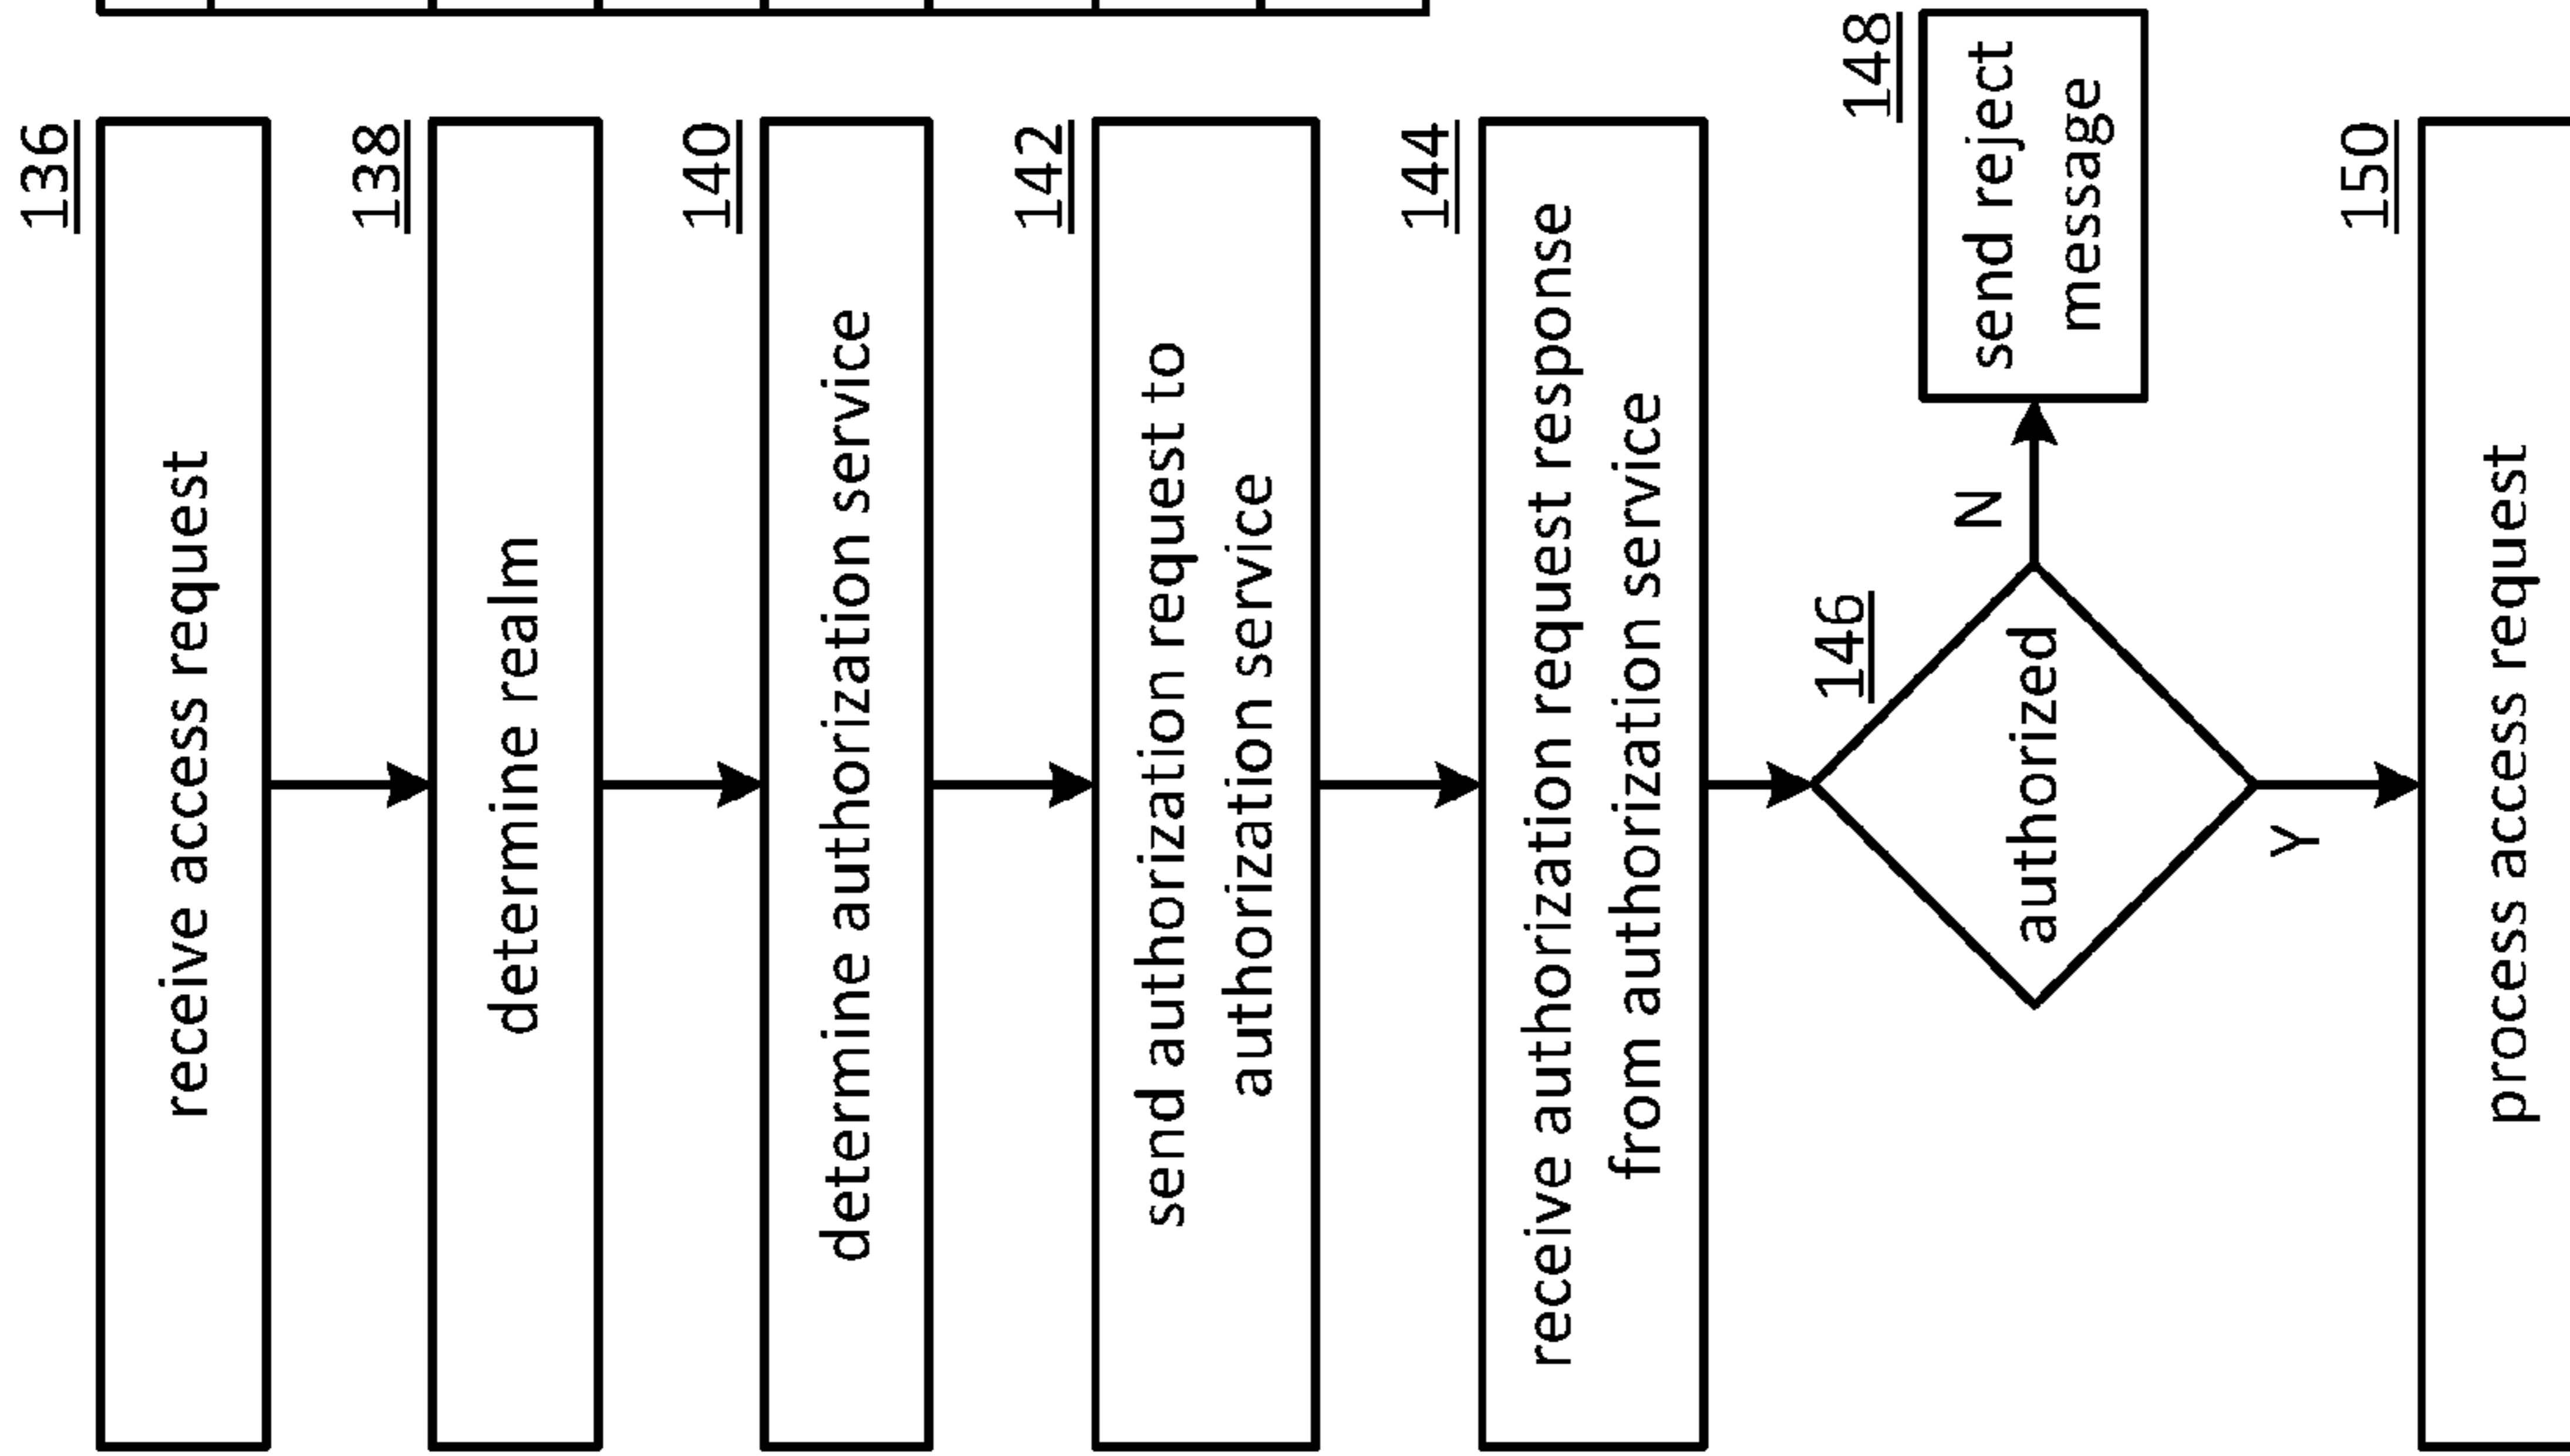 136
receive access request
138
determine realm
140
determine authorization service
142
send authorization request to
authorization service
144
receive authorization request response
from authorization service
146
authorized
N
148
send reject
message
Y
150
process access request